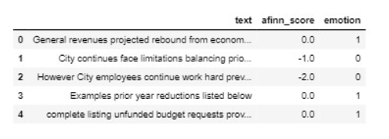 text afinn_score emotion
0 General revenues projected rebound from econom... 0.0 1
1 City continues face limitations balancing prio... -1.0 0
2 However City employees continue work hard prev... -2.0 0
3 Examples prior year reductions listed below 0.0 1
4 complete listing unfunded budget requests prov... 0.0 1